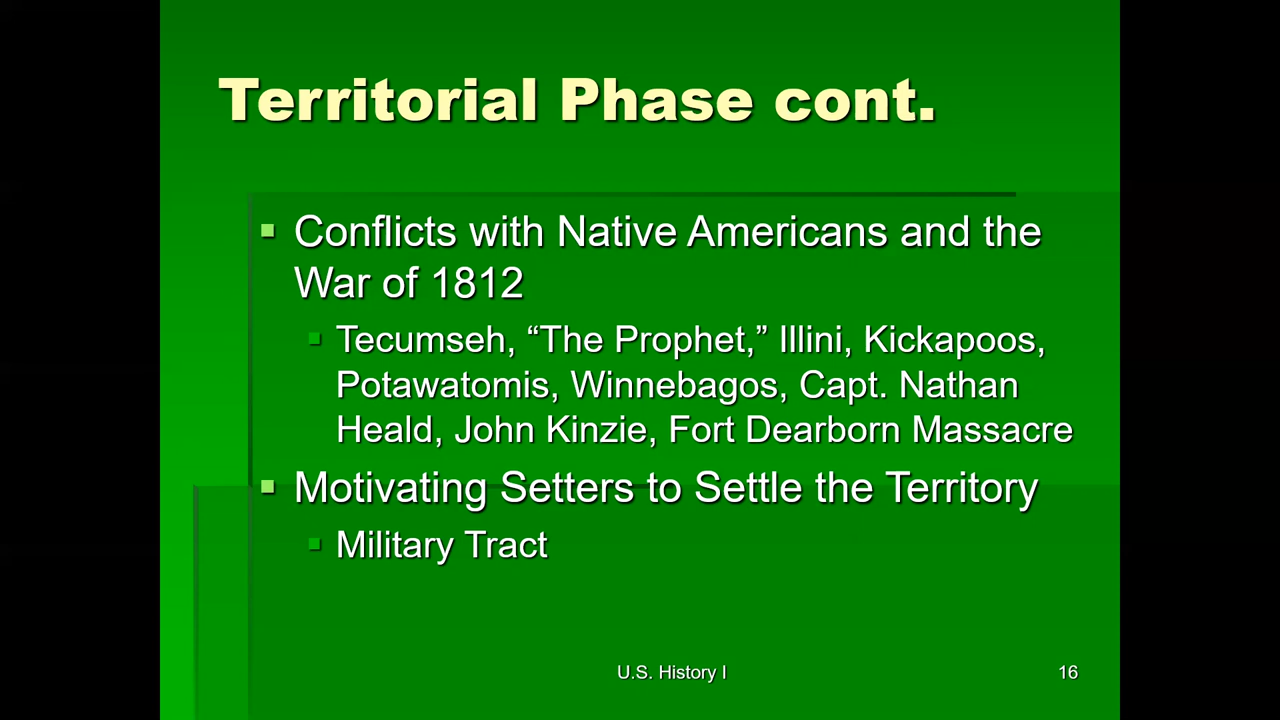 Territorial Phase cont.
Conflicts with Native Americans and the
War of 1812
Tecumseh, “The Prophet,” Illini, Kickapoos,
Potawatomis, Winnebagos, Capt. Nathan
Heald, John Kinzie, Fort Dearborn Massacre
Motivating Setters to Settle the Territory
Military Tract
U.S. History I
16